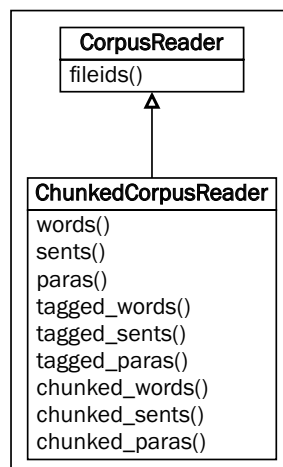 CorpusReader
fileids()
ChunkedCorpusReader
words()
sents()
paras()
tagged_words()
tagged_sents()
tagged_paras()
chunked_words()
chunked_sents()
chunked_paras()